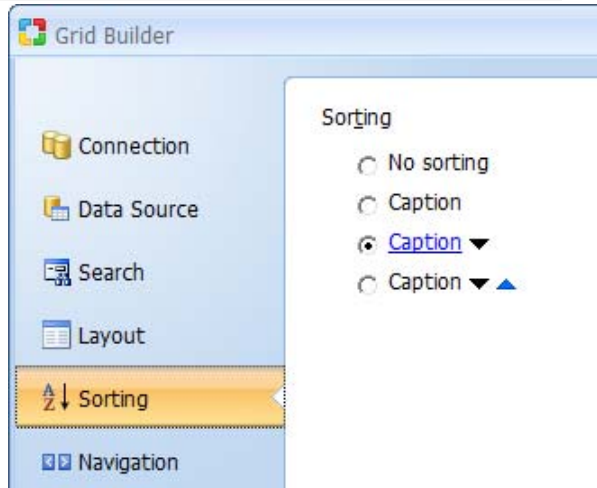 Grid Builder
Connection
Data Source
Search
Layout
Sorting
Navigation
Sorting
No sorting
Caption
Caption
Caption